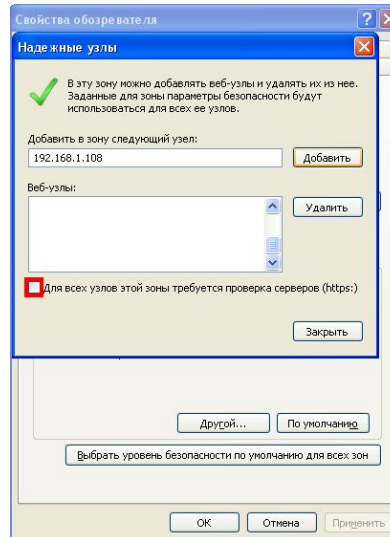 Свойства обозревателя
Надежные узлы
В эту зону можно добавлять веб-узлы и удалять их из нее.
Заданные для зоны параметры безопасности будут
использоваться для всех ее узлов.
Добавить в зону следующий узел:
192.168.1.108
Добавить
Веб-узлы:
Удалить
Для всех узлов этой зоны требуется проверка серверов (https:)
Закрыть
Другой...
По умолчанию
Выбрать уровень безопасности по умолчанию для всех зон
ОК
Отмена
Применить